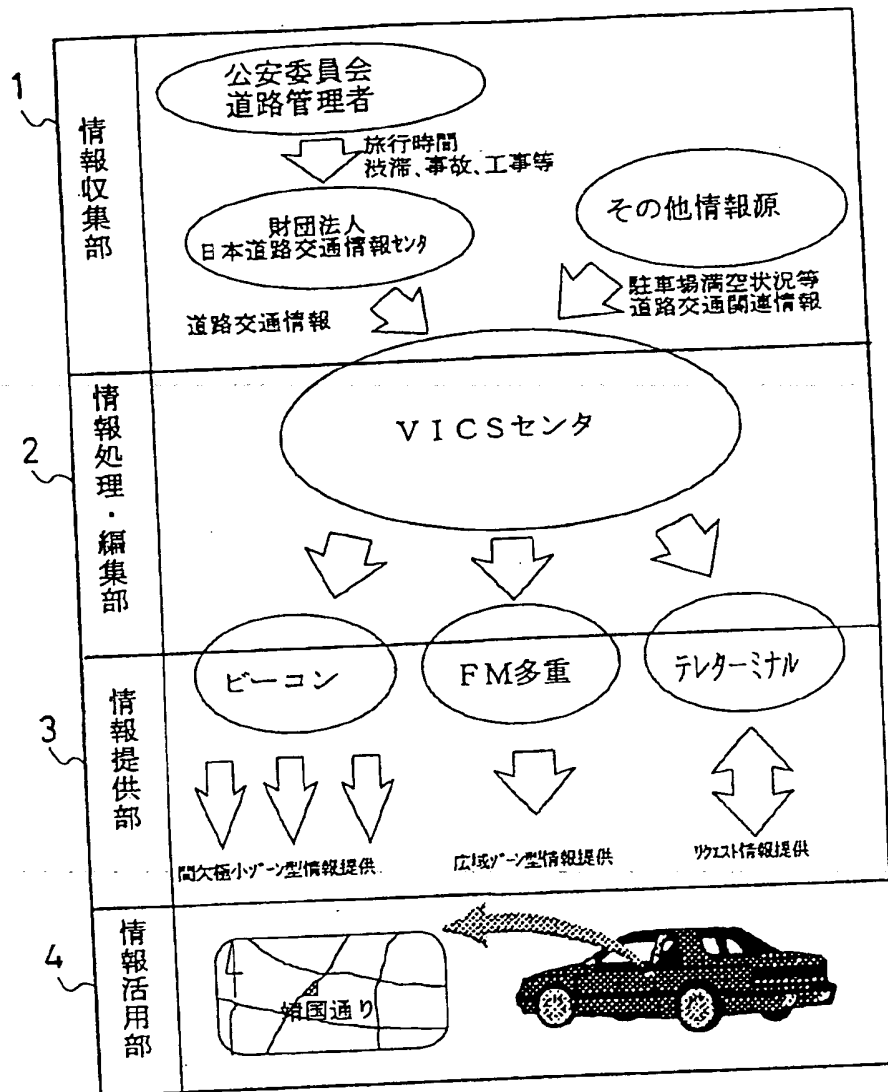 1
情報収集部
公安委員会
道路管理者
旅行時間
渋滞、事故、工事等
財団法人
日本道路交通情報センタ
その他情報源
道路交通情報
駐車場満空状況等
道路交通関連情報
2
情報処理・編集部
VICSセンタ
3
情報提供部
ビーコン
FM多重
テレターミナル
間欠極小ゾーン型情報提供
広域ゾーン型情報提供
リクエスト情報提供
4
情報活用部
靖国通り